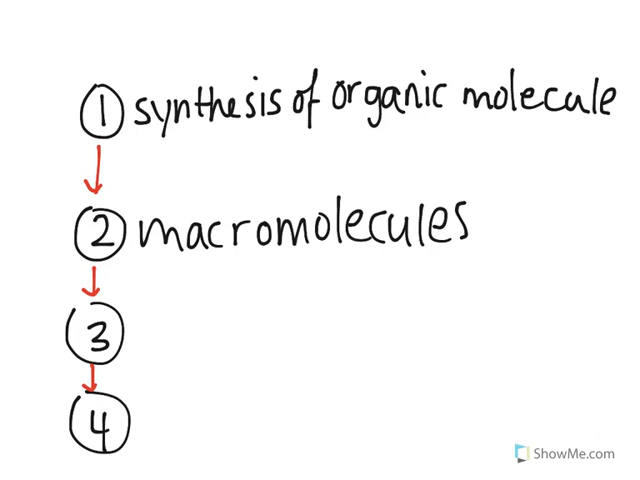 1 synthesis of organic molecule
2 macromolecules
3
4
ShowMe.com